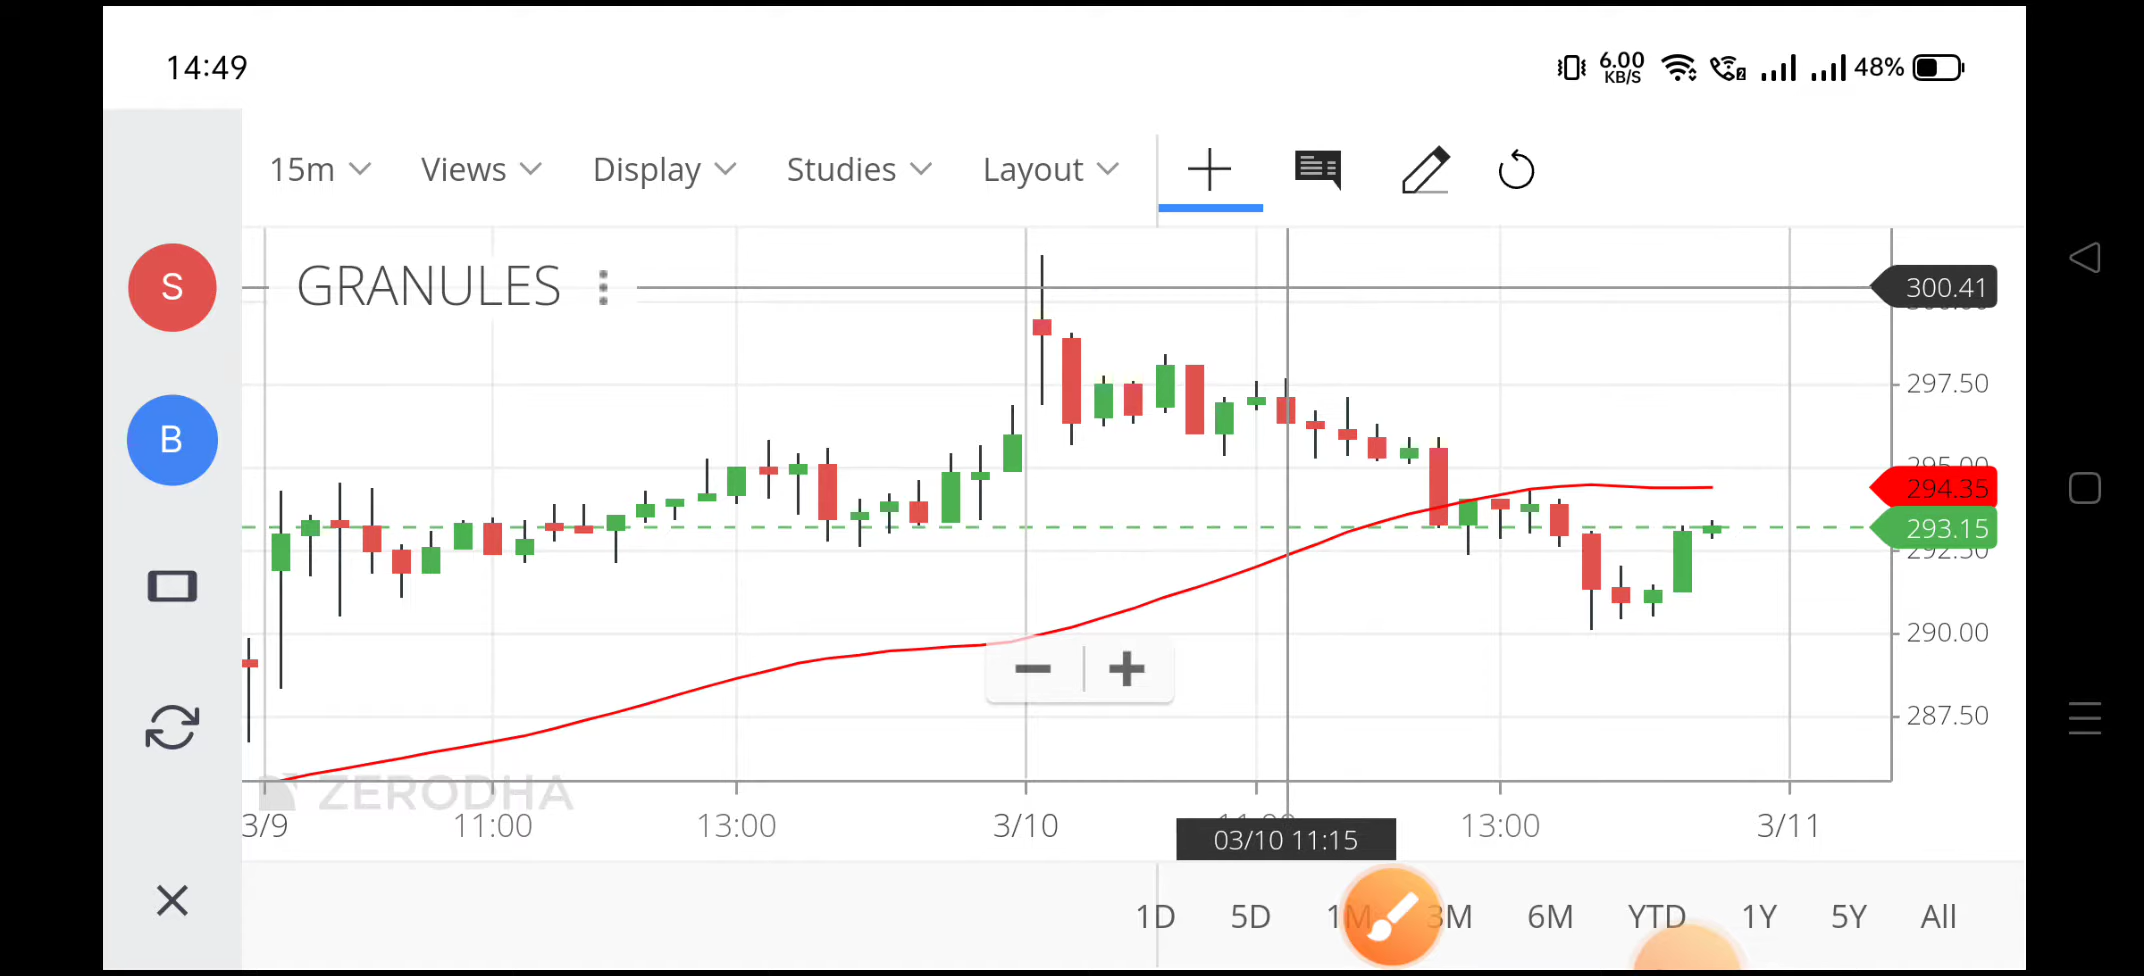 14:49
6.00
KB/S
48%
15m Views Display Studies Layout
S
GRANULES
300.41
297.50
B
294.35
293.15
290.00
287.50
ZERODHA
3/9 11:00 13:00 3/10 13:00 3/11
03/10 11:15
1D 5D 1M 3M 6M YTD 1Y 5Y All